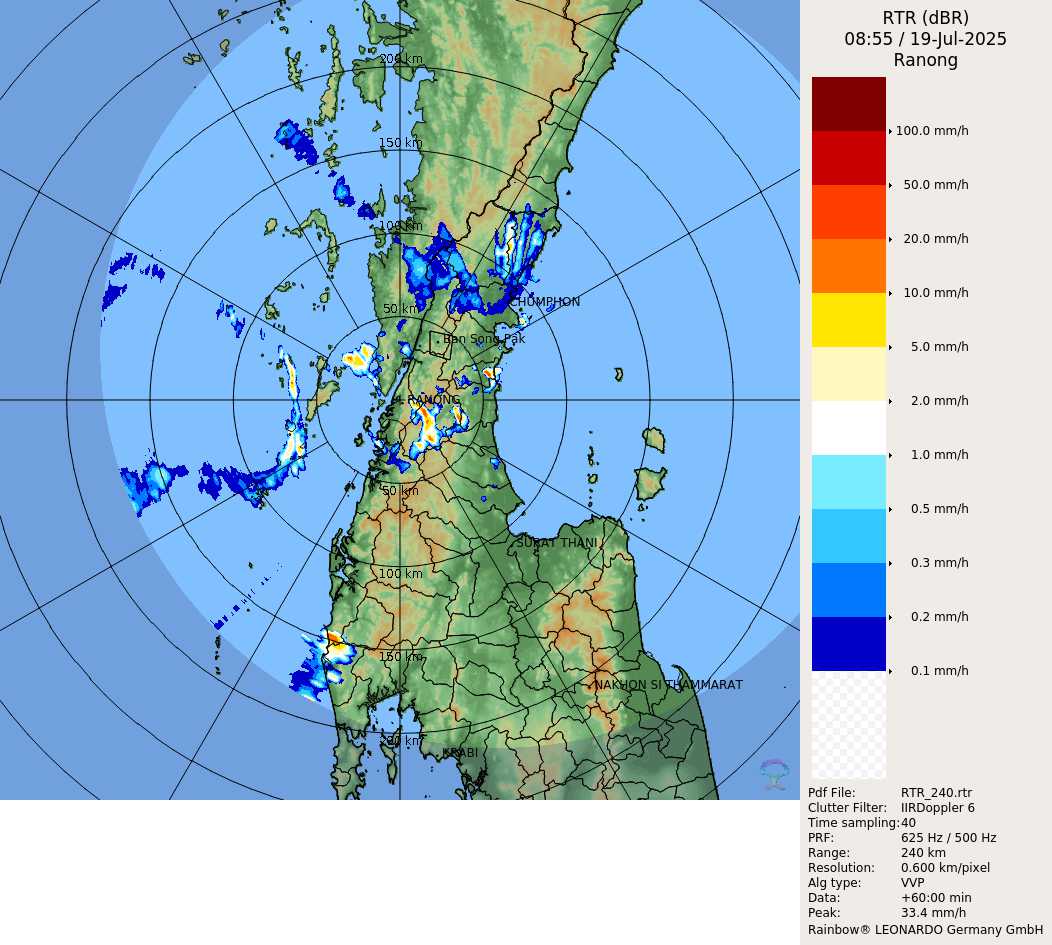 RTR (dBR)
08:55 / 19-Jul-2025
Ranong
200 km
150 km
100 km
CHUMPHON
50 km
Ban Song Pak
RANONG
50 km
SURAT THANI
100 km
150 km
NAKHON SI THAMMARAT
200 km
KRABI
100.0 mm/h
50.0 mm/h
20.0 mm/h
10.0 mm/h
5.0 mm/h
2.0 mm/h
1.0 mm/h
0.5 mm/h
0.3 mm/h
0.2 mm/h
0.1 mm/h
Pdf File: RTR_240.rtr
Clutter Filter: IIRDoppler 6
Time sampling: 40
PRF: 625 Hz / 500 Hz
Range: 240 km
Resolution: 0.600 km/pixel
Alg type: VVP
Data: +60:00 min
Peak: 33.4 mm/h
Rainbow® LEONARDO Germany GmbH